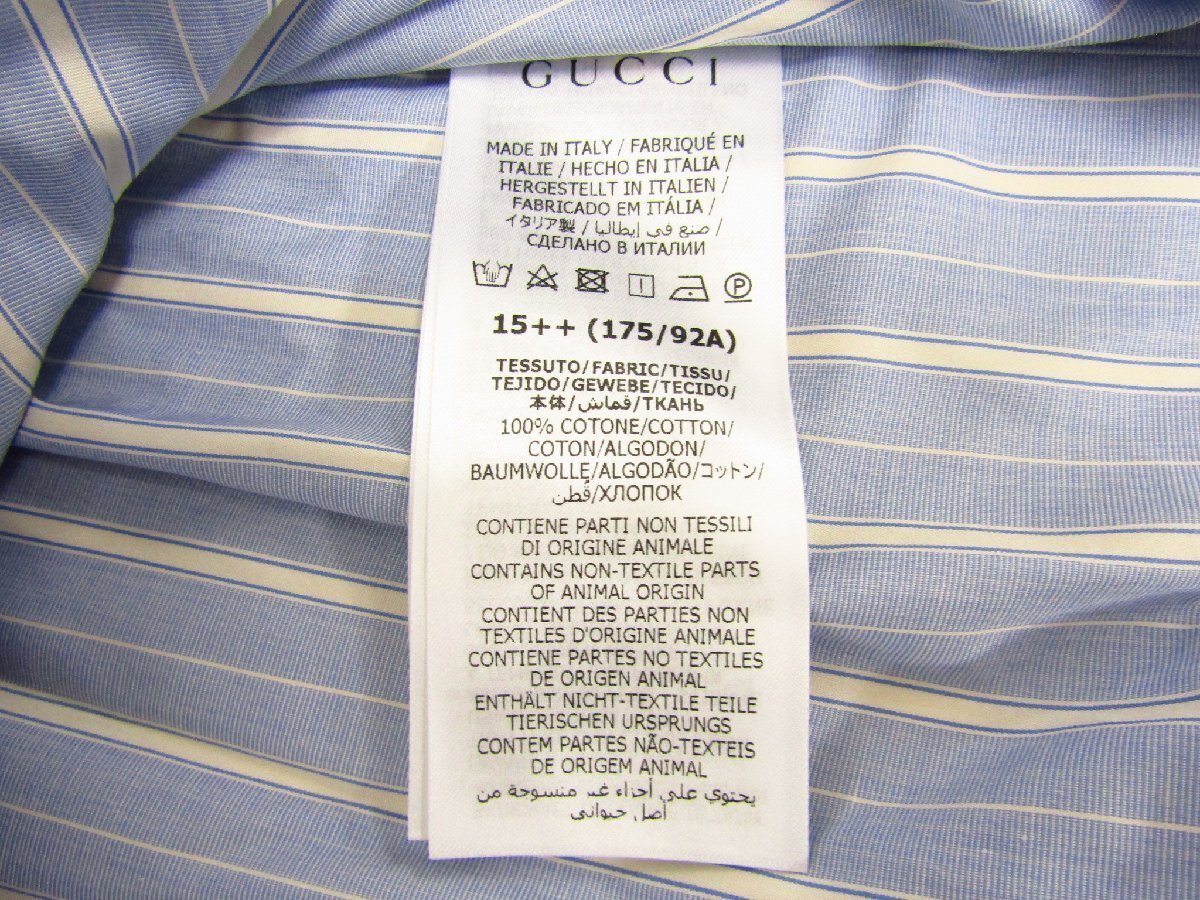 GUCCI
MADE IN ITALY / FABRIQUÉ EN
ITALIE / HECHO EN ITALIA /
HERGESTELLT IN ITALIEN /
FABRICADO EM ITÁLIA /
イタリア製 / صنع في إيطاليا /
СДЕЛАНО В ИТАЛИИ
P
15++ (175/92A)
TESSUTO/FABRIC/TISSU/
TEJIDO/GEWEBE/TECIDO/
本体/قماش/ТКАНЬ
100% COTONE/COTTON/
COTON/ALGODON/
BAUMWOLLE/ALGODÃO/コットン/
قطن/ХЛОПОК
CONTIENE PARTI NON TESSILI
DI ORIGINE ANIMALE
CONTAINS NON-TEXTILE PARTS
OF ANIMAL ORIGIN
CONTIENT DES PARTIES NON
TEXTILES D'ORIGINE ANIMALE
CONTIENE PARTES NO TEXTILES
DE ORIGEN ANIMAL
ENTHÄLT NICHT-TEXTILE TEILE
TIERISCHEN URSPRUNGS
CONTEM PARTES NÃO-TEXTEIS
DE ORIGEM ANIMAL
يحتوي على أجزاء غير منسوجة من
أصل حيواني